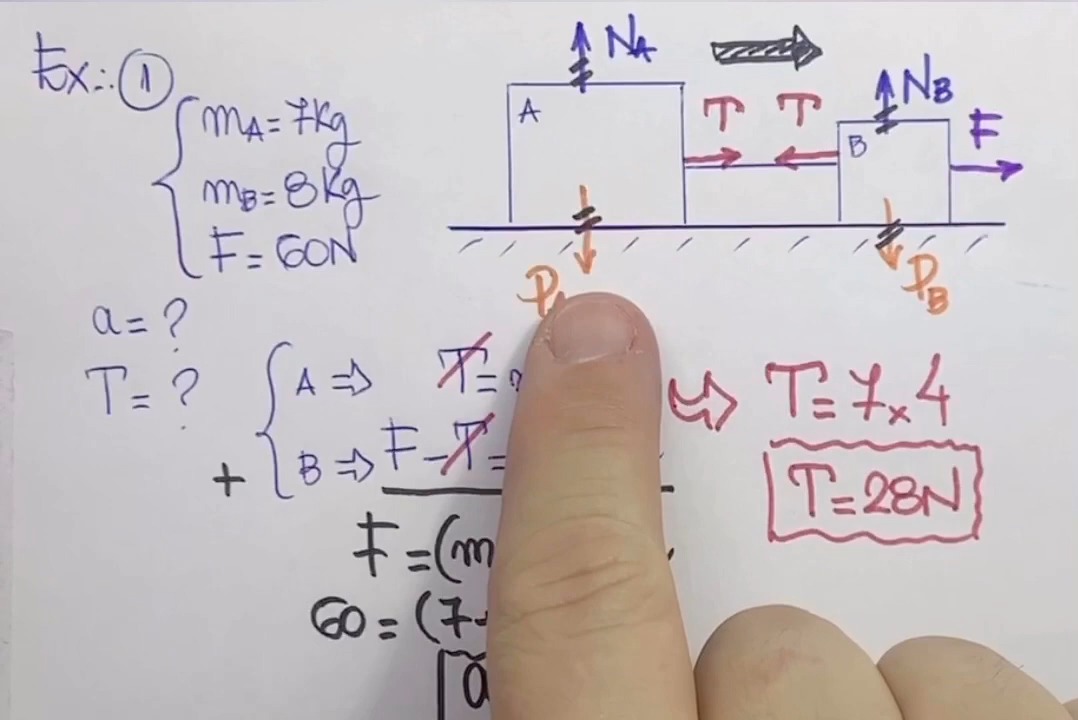 Ex.: 1
mA = 7kg
mB = 8kg
F = 60N
a = ?
T = ?
NA
A
T T
NB
B
F
P
PB
A ⇒ T =
B ⇒ F - T =
+
F = (m
60 = (7
a
T = 7 x 4
T = 28N